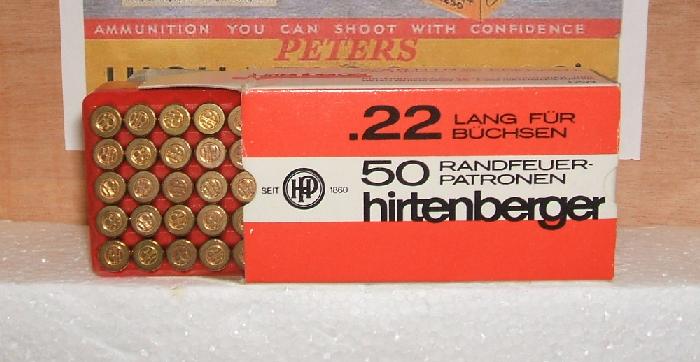 AMMUNITION YOU CAN SHOOT WITH CONFIDENCE
PETERS
.22 LANG FÜR
BÜCHSEN
50 RANDFEUER-
PATRONEN
SEIT HP 1860
hirtenberger